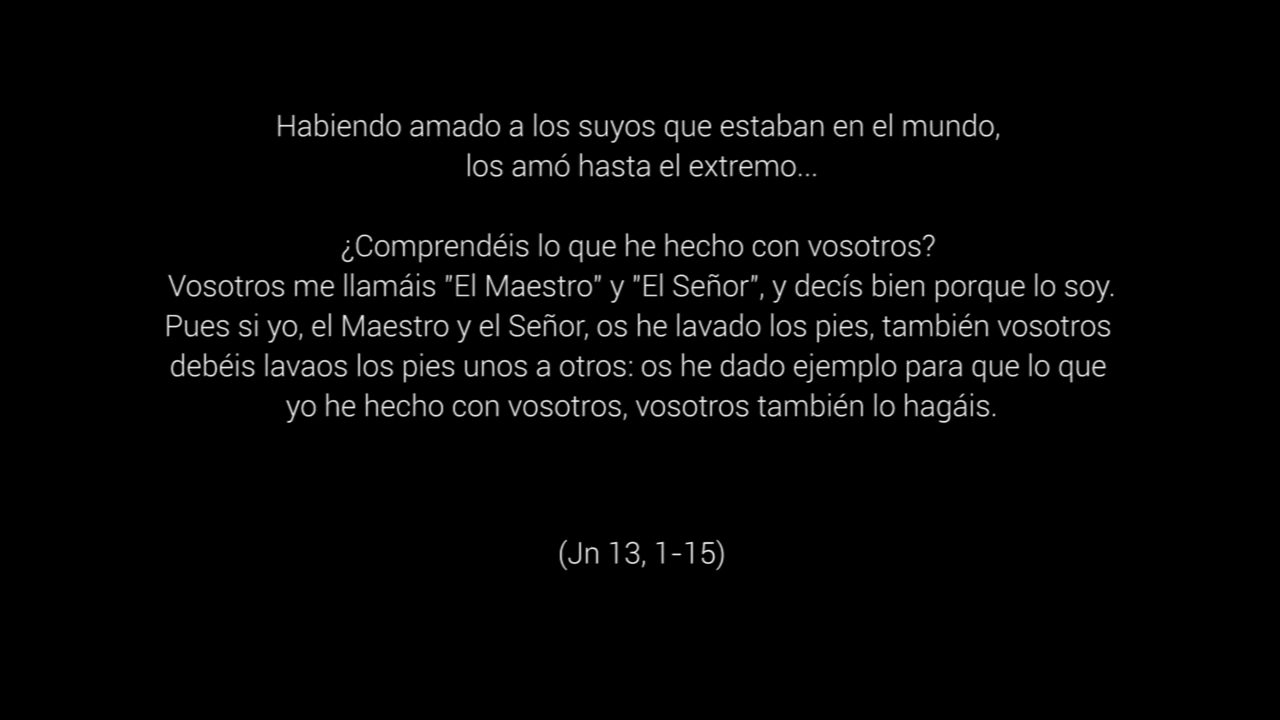 Habiendo amado a los suyos que estaban en el mundo,
los amó hasta el extremo...
¿Comprendéis lo que he hecho con vosotros?
Vosotros me llamáis "El Maestro" y "El Señor", y decís bien porque lo soy.
Pues si yo, el Maestro y el Señor, os he lavado los pies, también vosotros
debéis lavaos los pies unos a otros: os he dado ejemplo para que lo que
yo he hecho con vosotros, vosotros también lo hagáis.
(Jn 13, 1-15)